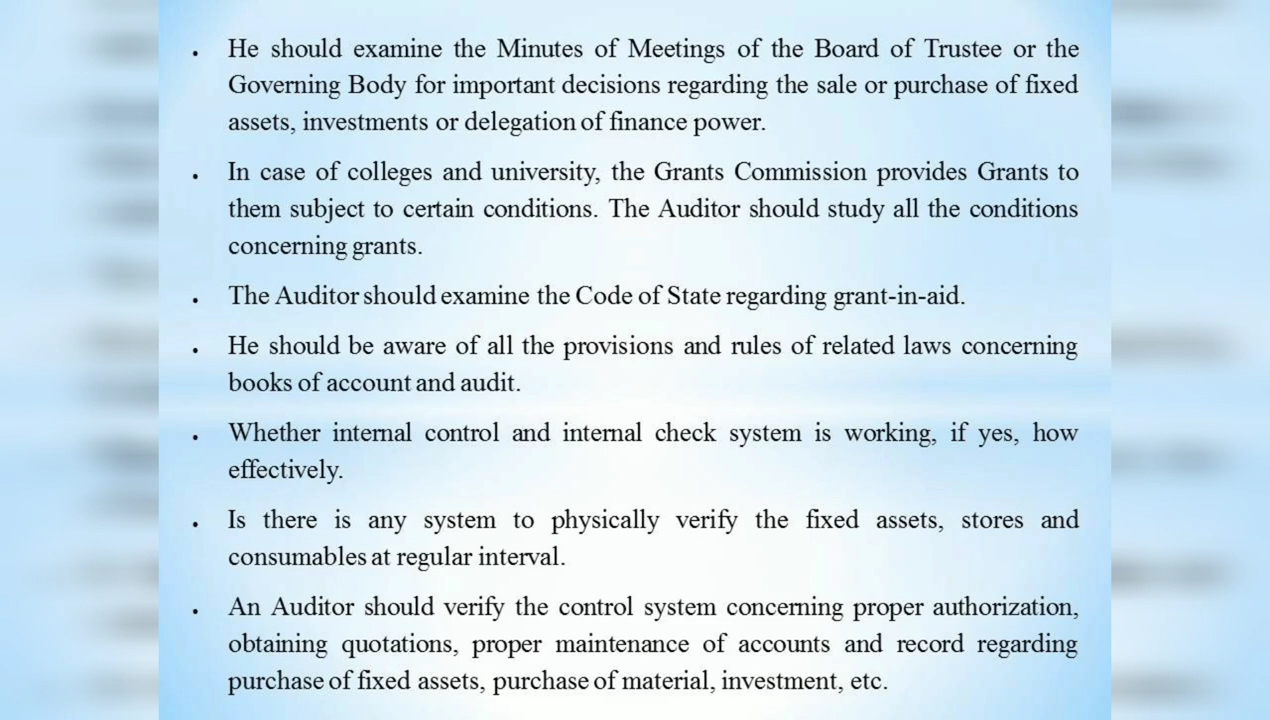 • He should examine the Minutes of Meetings of the Board of Trustee or the
Governing Body for important decisions regarding the sale or purchase of fixed
assets, investments or delegation of finance power.
• In case of colleges and university, the Grants Commission provides Grants to
them subject to certain conditions. The Auditor should study all the conditions
concerning grants.
• The Auditor should examine the Code of State regarding grant-in-aid.
• He should be aware of all the provisions and rules of related laws concerning
books of account and audit.
• Whether internal control and internal check system is working, if yes, how
effectively.
• Is there is any system to physically verify the fixed assets, stores and
consumables at regular interval.
• An Auditor should verify the control system concerning proper authorization,
obtaining quotations, proper maintenance of accounts and record regarding
purchase of fixed assets, purchase of material, investment, etc.